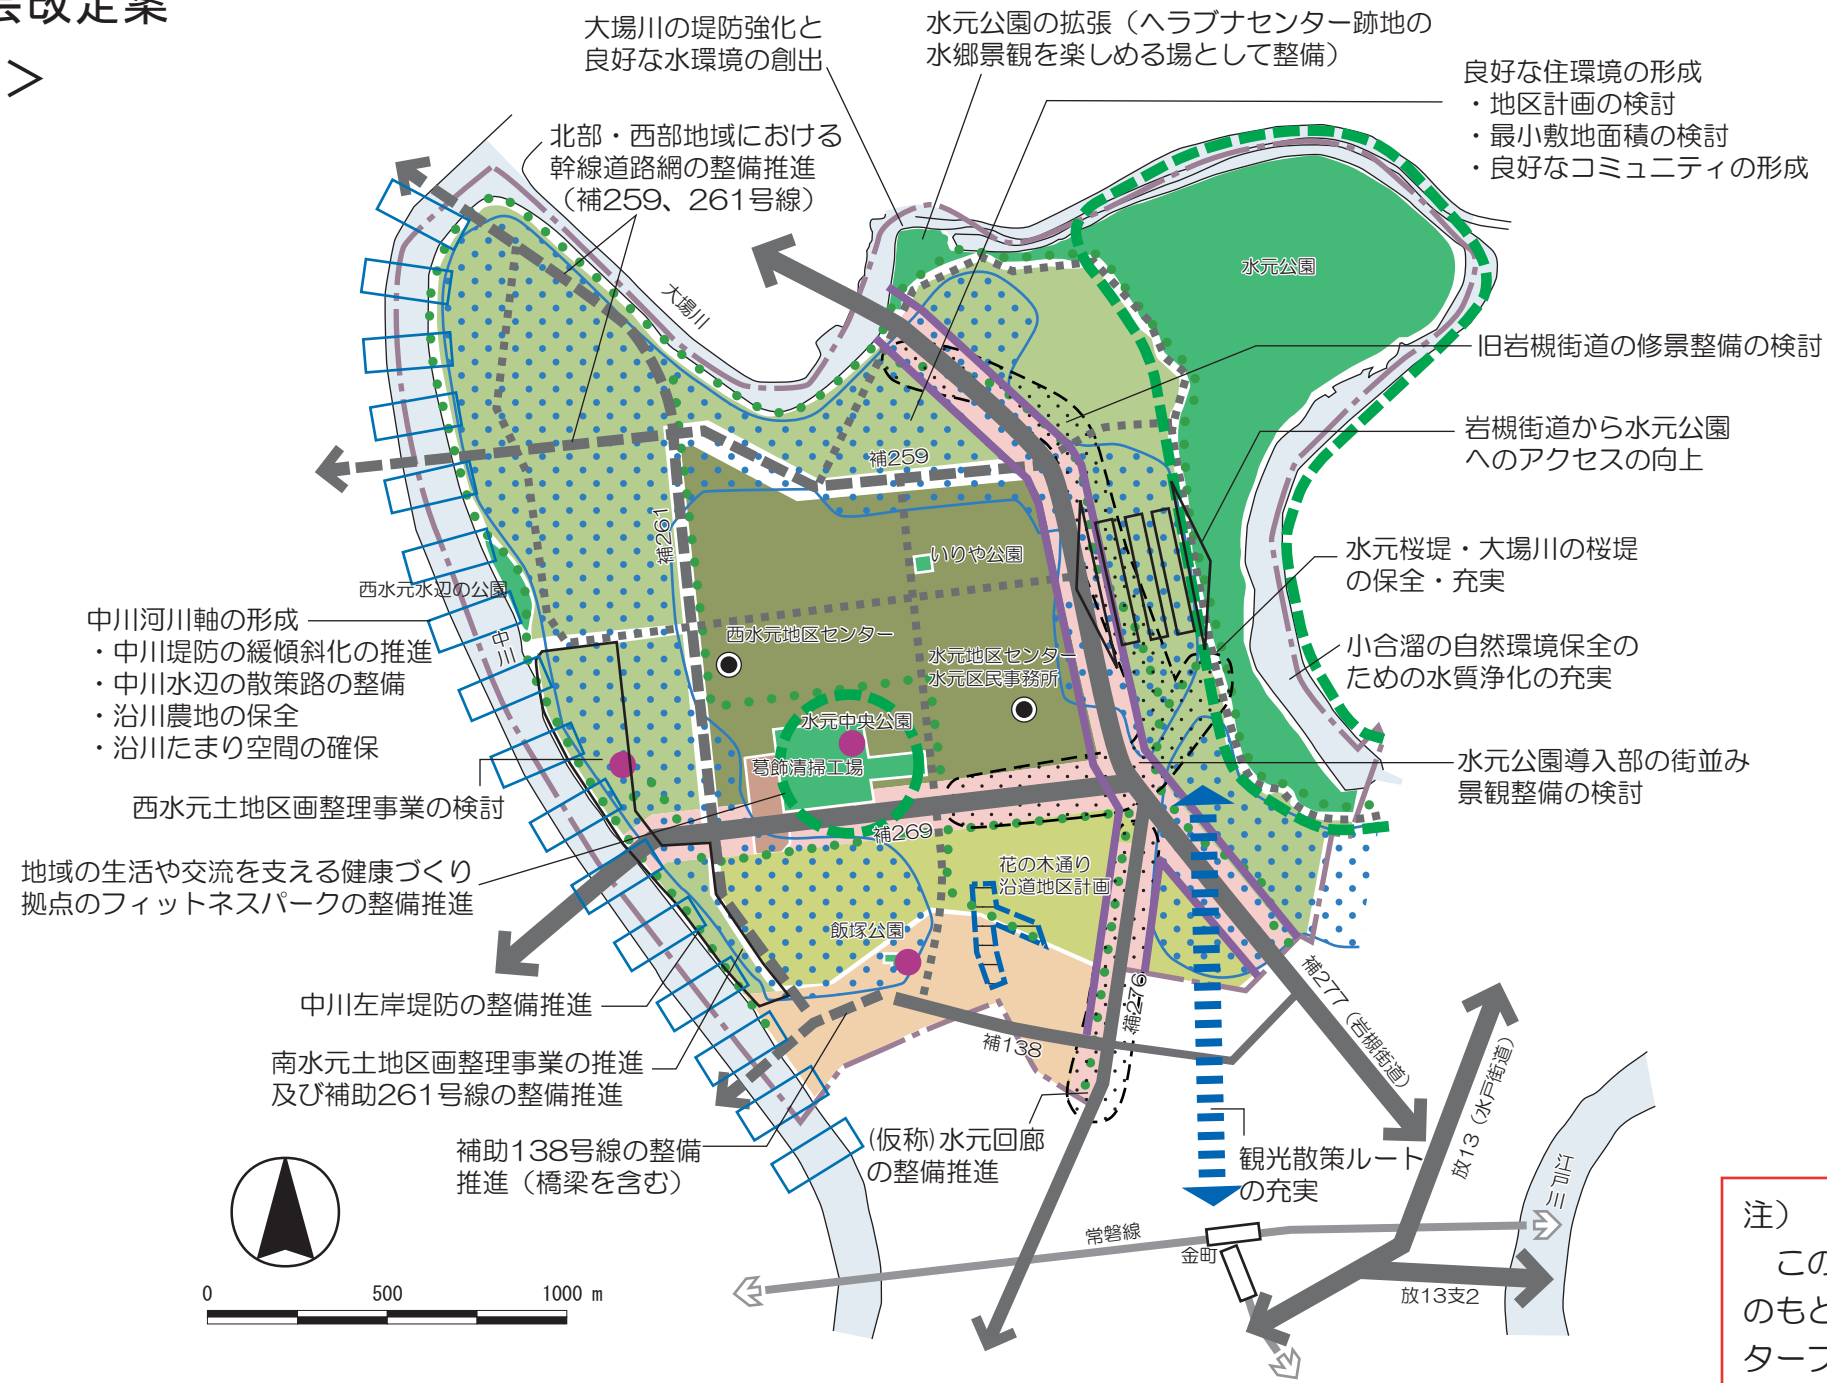 会改定案
＞
大場川の堤防強化と
良好な水環境の創出
水元公園の拡張（ヘラブナセンター跡地の
水郷景観を楽しめる場として整備）
良好な住環境の形成
・地区計画の検討
・最小敷地面積の検討
・良好なコミュニティの形成
北部・西部地域における
幹線道路網の整備推進
（補259、261号線）
水元公園
大場川
旧岩槻街道の修景整備の検討
岩槻街道から水元公園
へのアクセスの向上
補259
補261
いりや公園
水元桜堤・大場川の桜堤
の保全・充実
西水元水辺の公園
中川
中川河川軸の形成
・中川堤防の緩傾斜化の推進
・中川水辺の散策路の整備
・沿川農地の保全
・沿川たまり空間の確保
西水元地区センター
水元地区センター
水元区民事務所
小合溜の自然環境保全の
ための水質浄化の充実
水元中央公園
葛飾清掃工場
水元公園導入部の街並み
景観整備の検討
西水元土地区画整理事業の検討
補269
地域の生活や交流を支える健康づくり
拠点のフィットネスパークの整備推進
花の木通り
沿道地区計画
飯塚公園
中川左岸堤防の整備推進
補276
補277（岩槻街道）
補138
南水元土地区画整理事業の推進
及び補助261号線の整備推進
放13（水戸街道）
補助138号線の整備
推進（橋梁を含む）
(仮称)水元回廊
の整備推進
観光散策ルート
の充実
江戸川
常磐線
金町
放13支2
0 500 1000 m
注）
この
のもと
タープ